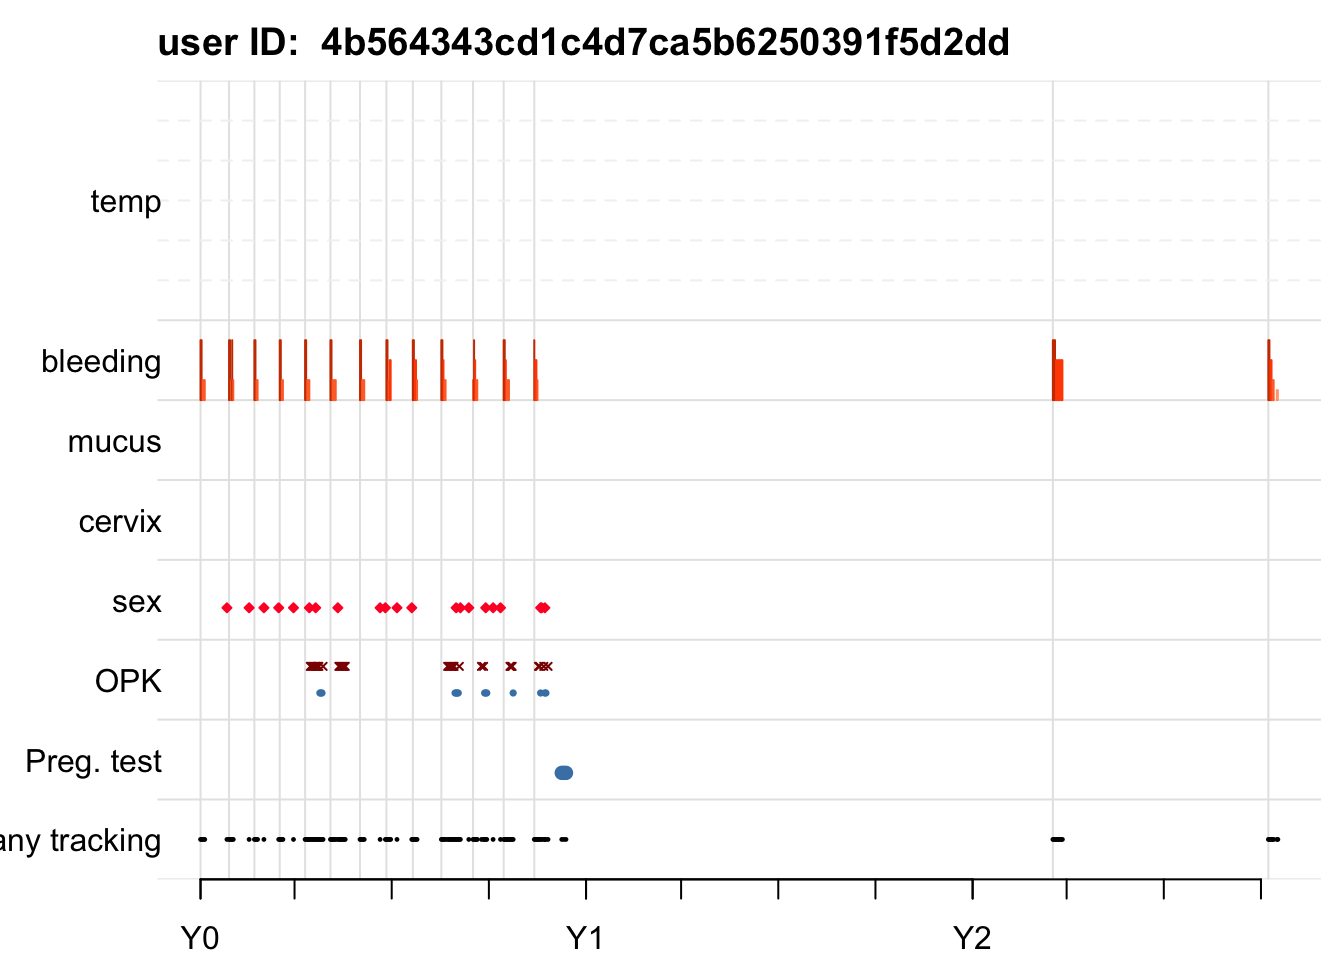 user ID:  4b564343cd1c4d7ca5b6250391f5d2dd
temp
bleeding
mucus
cervix
sex
OPK
Preg. test
any tracking
Y0 Y1 Y2